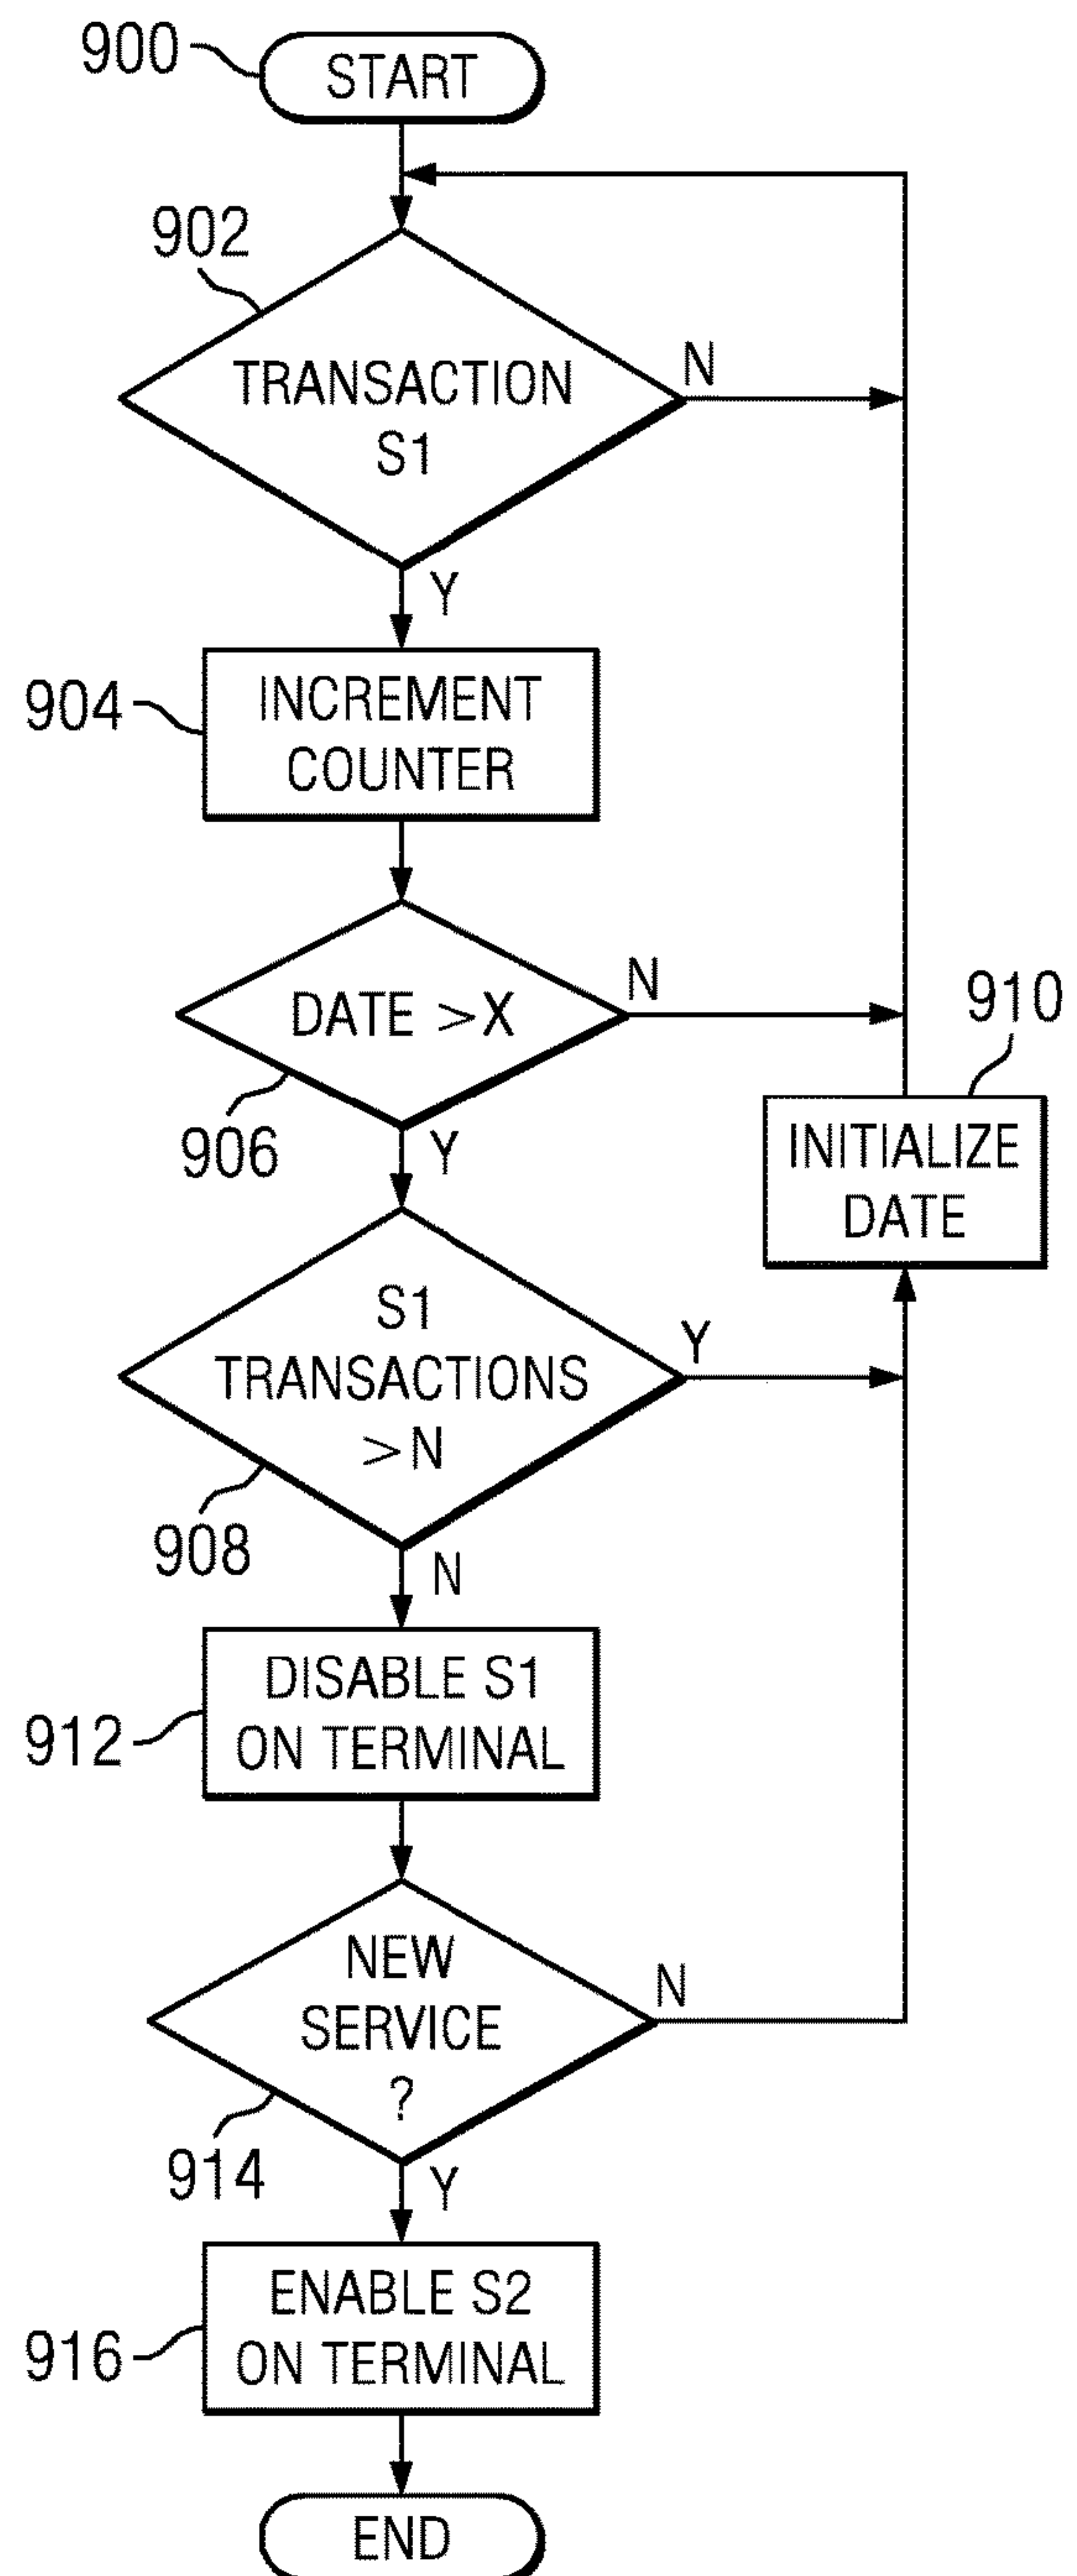 900
START
902
TRANSACTION
S1
N
Y
904
INCREMENT
COUNTER
DATE >X
N
906
Y
910
INITIALIZE
DATE
S1
TRANSACTIONS
>N
Y
908
N
912
DISABLE S1
ON TERMINAL
NEW
SERVICE
?
N
914
Y
916
ENABLE S2
ON TERMINAL
END